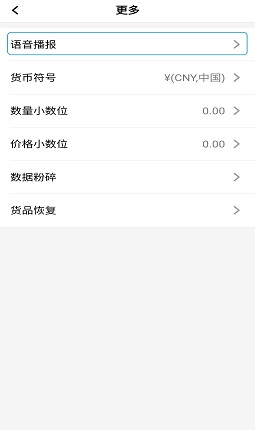 更多
语音播报
货币符号 ¥(CNY,中国)
数量小数位 0.00
价格小数位 0.00
数据粉碎
货品恢复